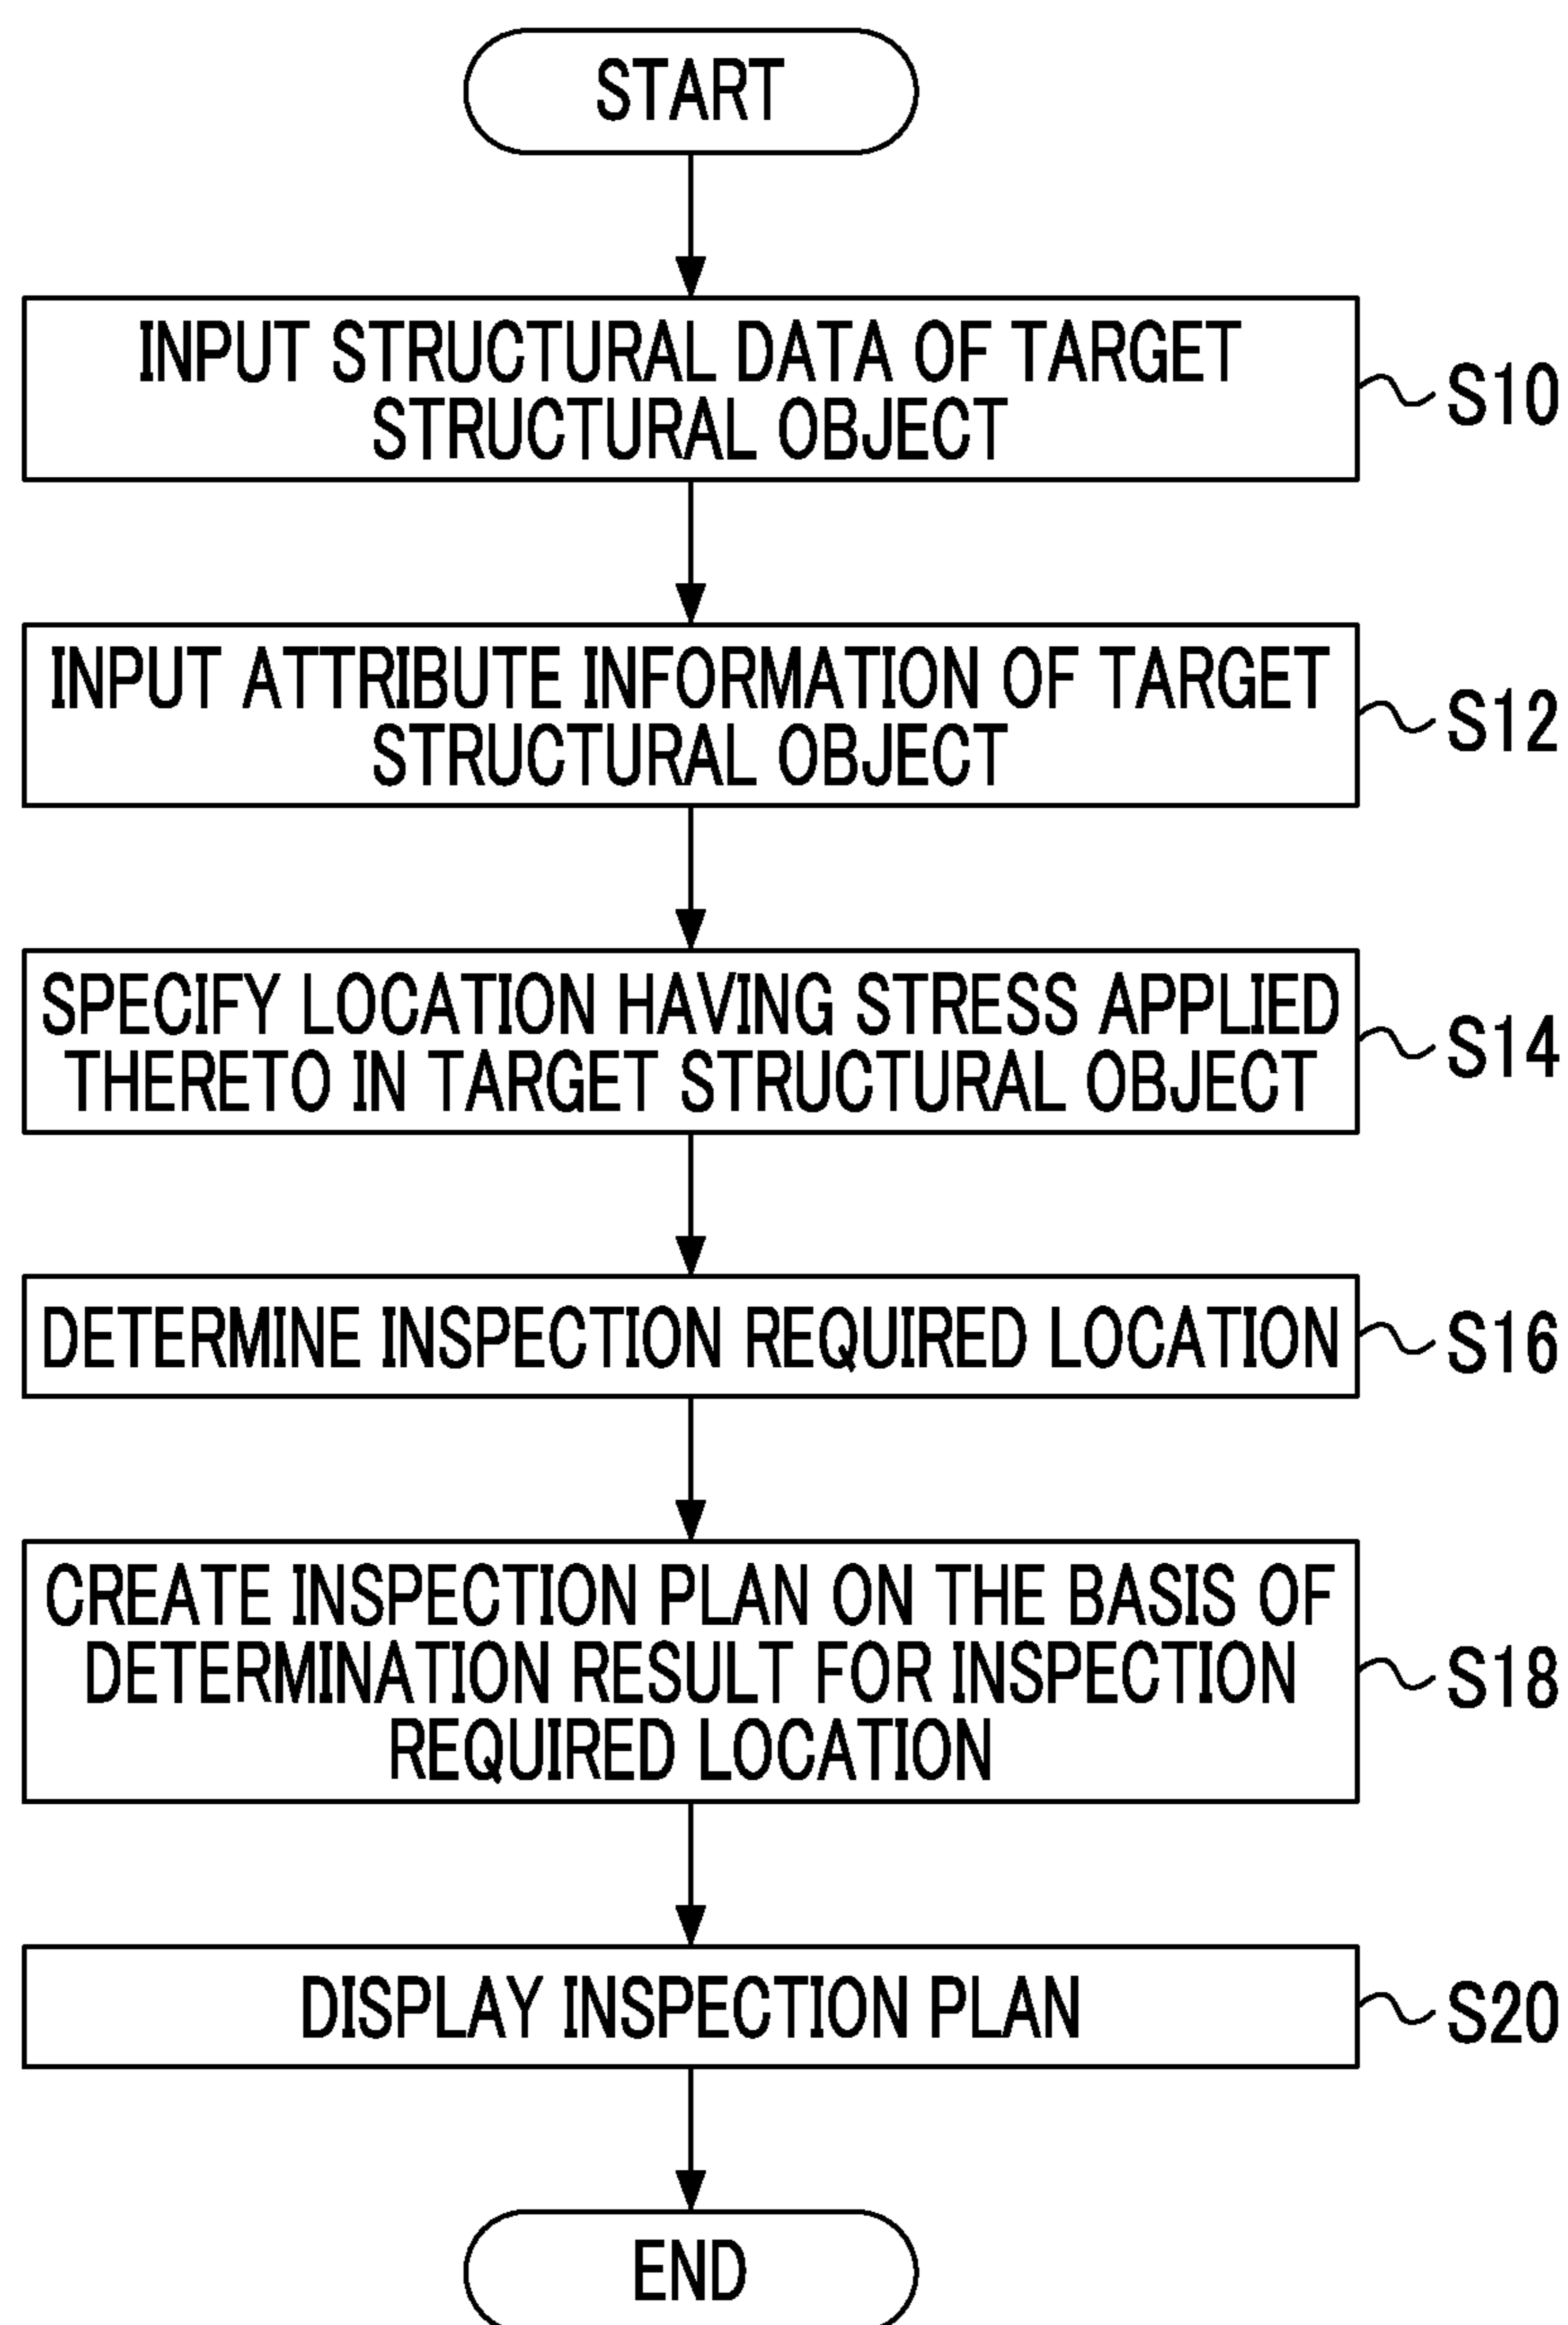 START
INPUT STRUCTURAL DATA OF TARGET
STRUCTURAL OBJECT
S10
INPUT ATTRIBUTE INFORMATION OF TARGET
STRUCTURAL OBJECT
S12
SPECIFY LOCATION HAVING STRESS APPLIED
THERETO IN TARGET STRUCTURAL OBJECT
S14
DETERMINE INSPECTION REQUIRED LOCATION
S16
CREATE INSPECTION PLAN ON THE BASIS OF
DETERMINATION RESULT FOR INSPECTION
REQUIRED LOCATION
S18
DISPLAY INSPECTION PLAN
S20
END